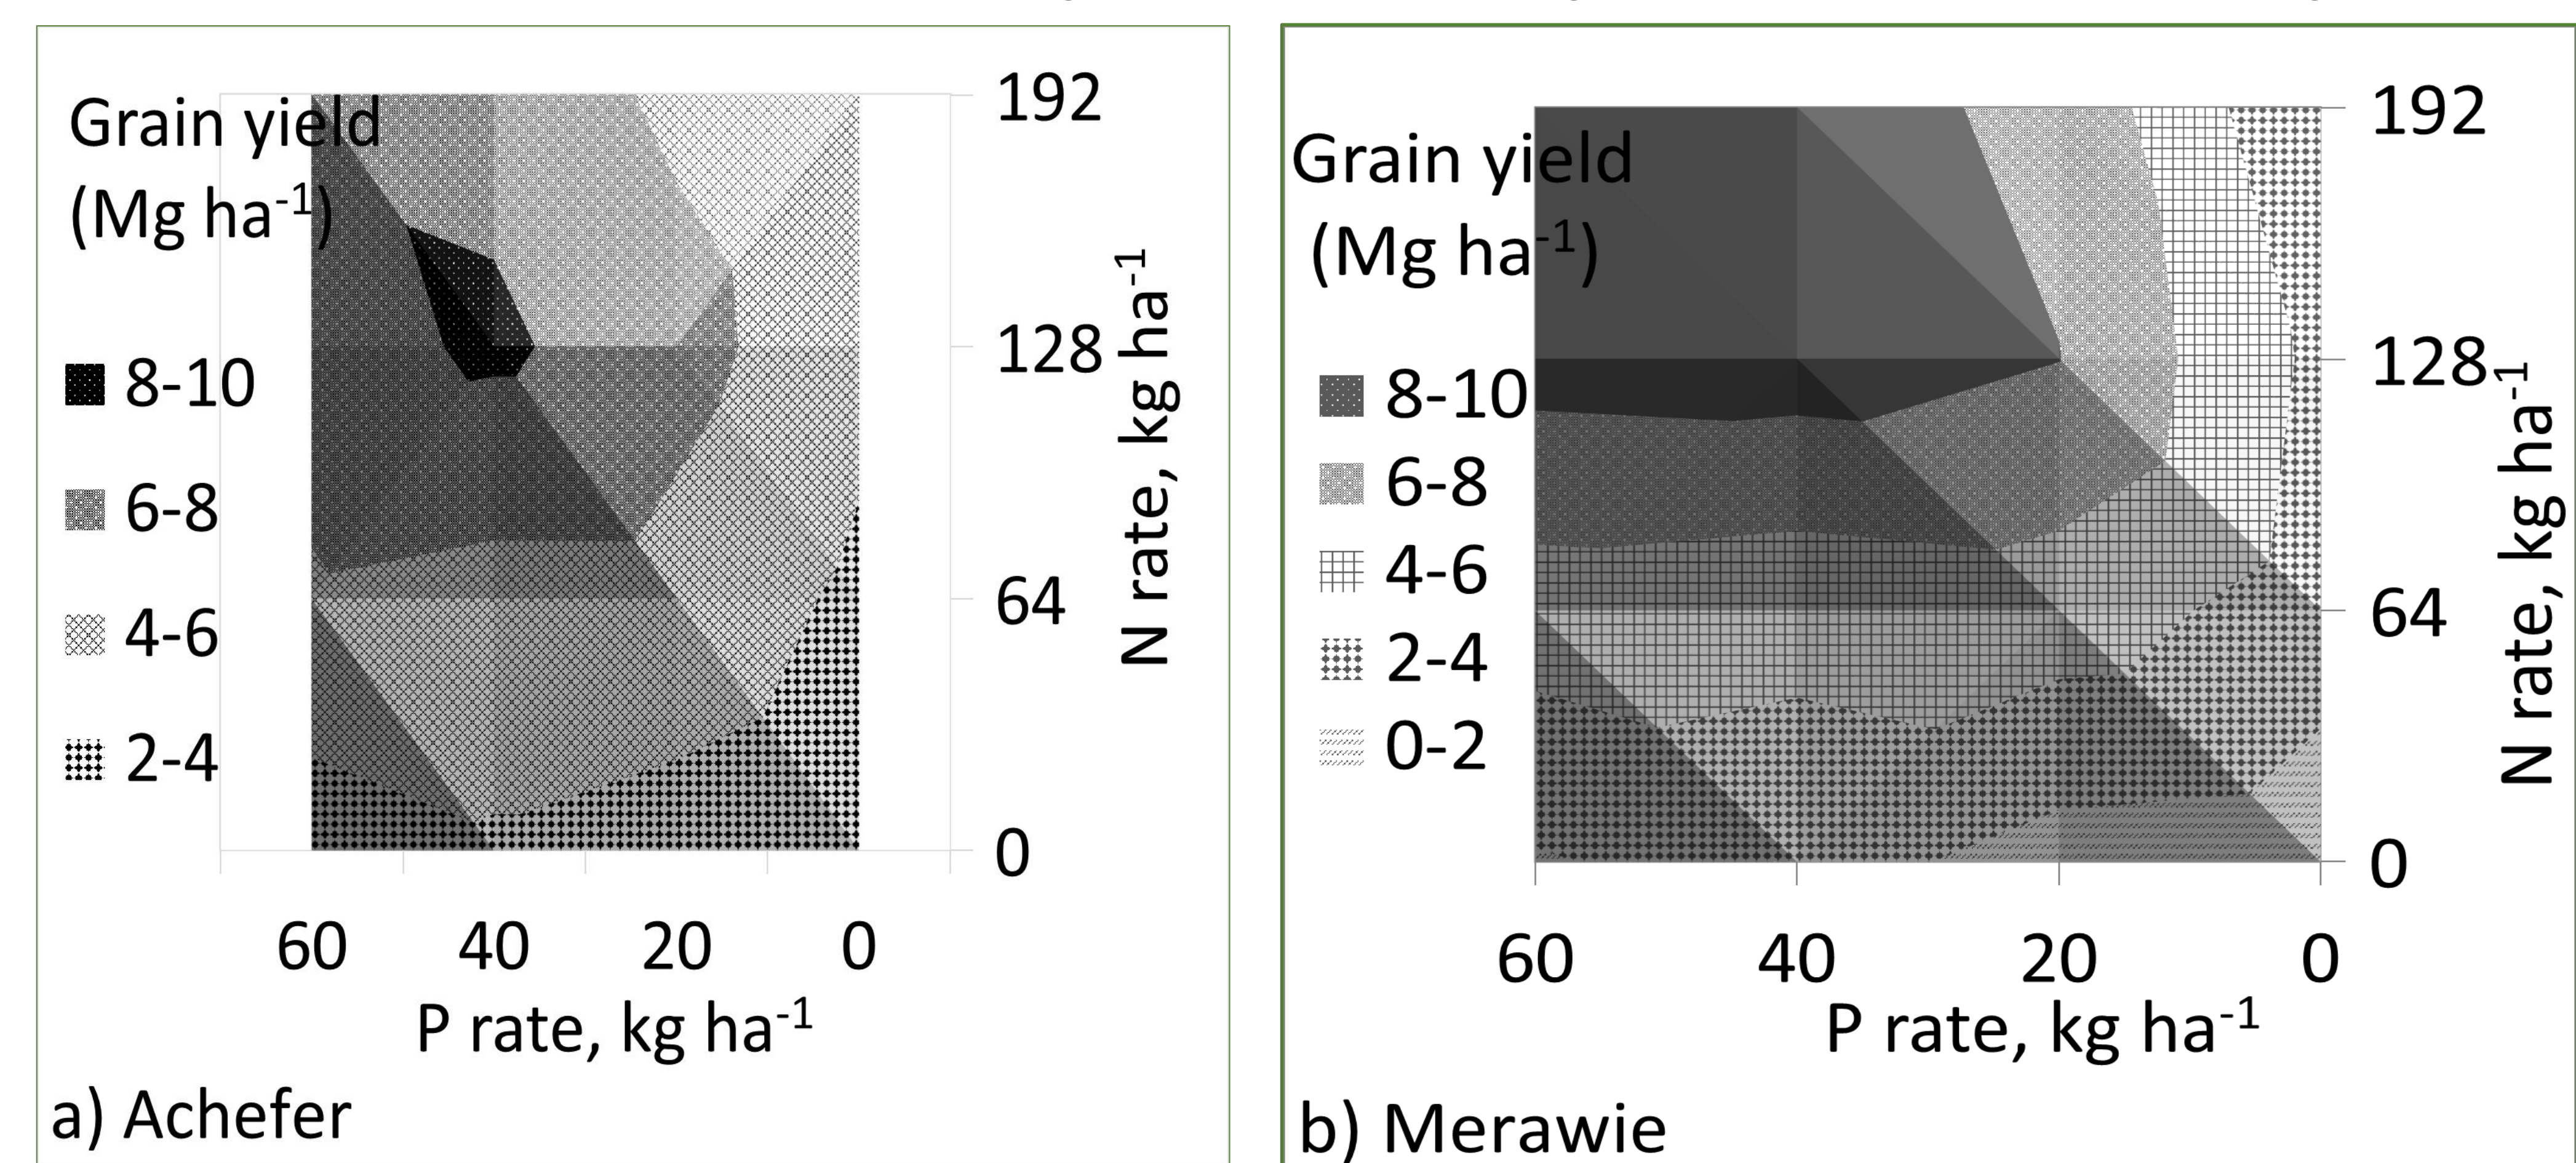 Grain yield
(Mg ha⁻¹)
8-10
6-8
4-6
2-4
192
128
64
0
N rate, kg ha⁻¹
60 40 20 0
P rate, kg ha⁻¹
a) Achefer
Grain yield
(Mg ha⁻¹)
8-10
6-8
4-6
2-4
0-2
192
128
64
0
N rate, kg ha⁻¹
60 40 20 0
P rate, kg ha⁻¹
b) Merawie